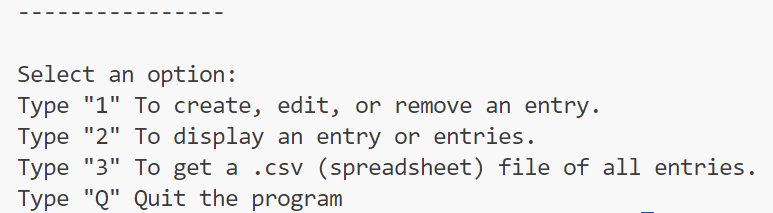 ----------------
Select an option:
Type "1" To create, edit, or remove an entry.
Type "2" To display an entry or entries.
Type "3" To get a .csv (spreadsheet) file of all entries.
Type "Q" Quit the program